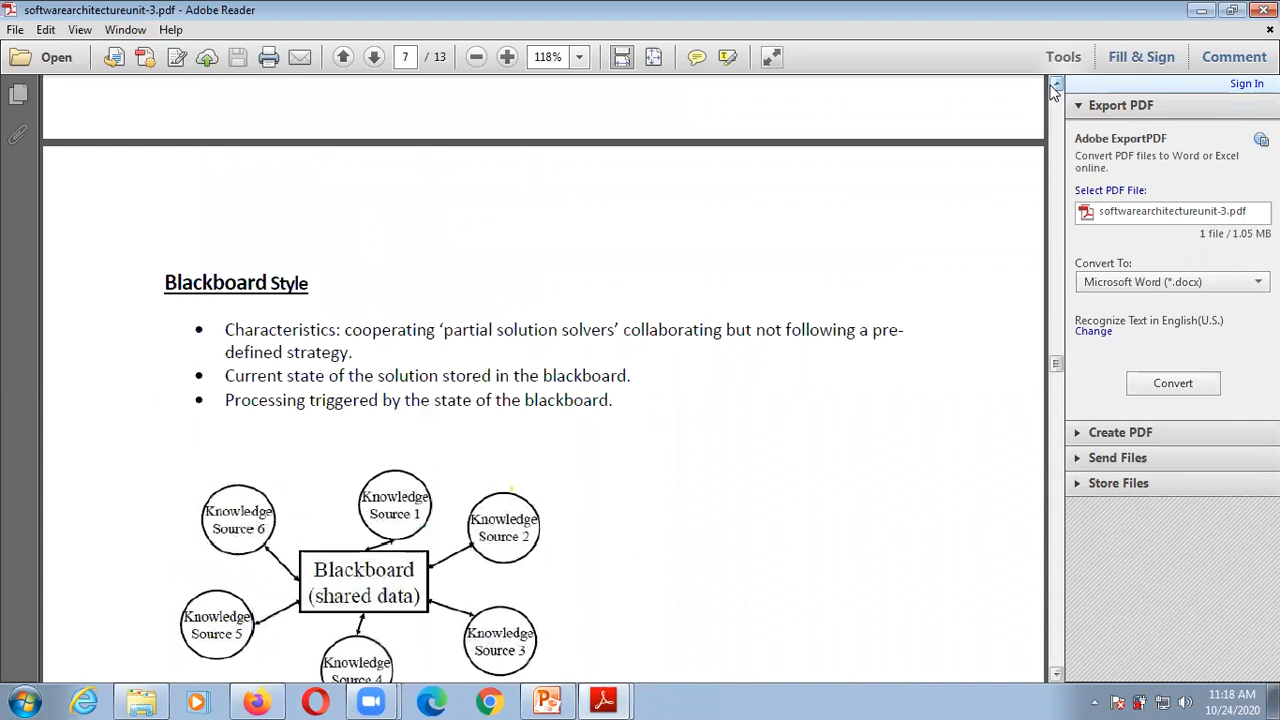 softwarearchitectureunit-3.pdf - Adobe Reader
File Edit View Window Help
Open 7 / 13 118% Tools Fill & Sign Comment
Sign In
Export PDF
Adobe ExportPDF
Convert PDF files to Word or Excel
online.
Select PDF File:
softwarearchitectureunit-3.pdf
1 file / 1.05 MB
Convert To:
Microsoft Word (*.docx)
Recognize Text in English(U.S.)
Change
Convert
Create PDF
Send Files
Store Files
Blackboard Style
• Characteristics: cooperating ‘partial solution solvers’ collaborating but not following a pre-
defined strategy.
• Current state of the solution stored in the blackboard.
• Processing triggered by the state of the blackboard.
Knowledge
Source 1
Knowledge
Source 6
Knowledge
Source 2
Blackboard
(shared data)
Knowledge
Source 5
Knowledge
Source 3
Knowledge
Source 4
11:18 AM
10/24/2020